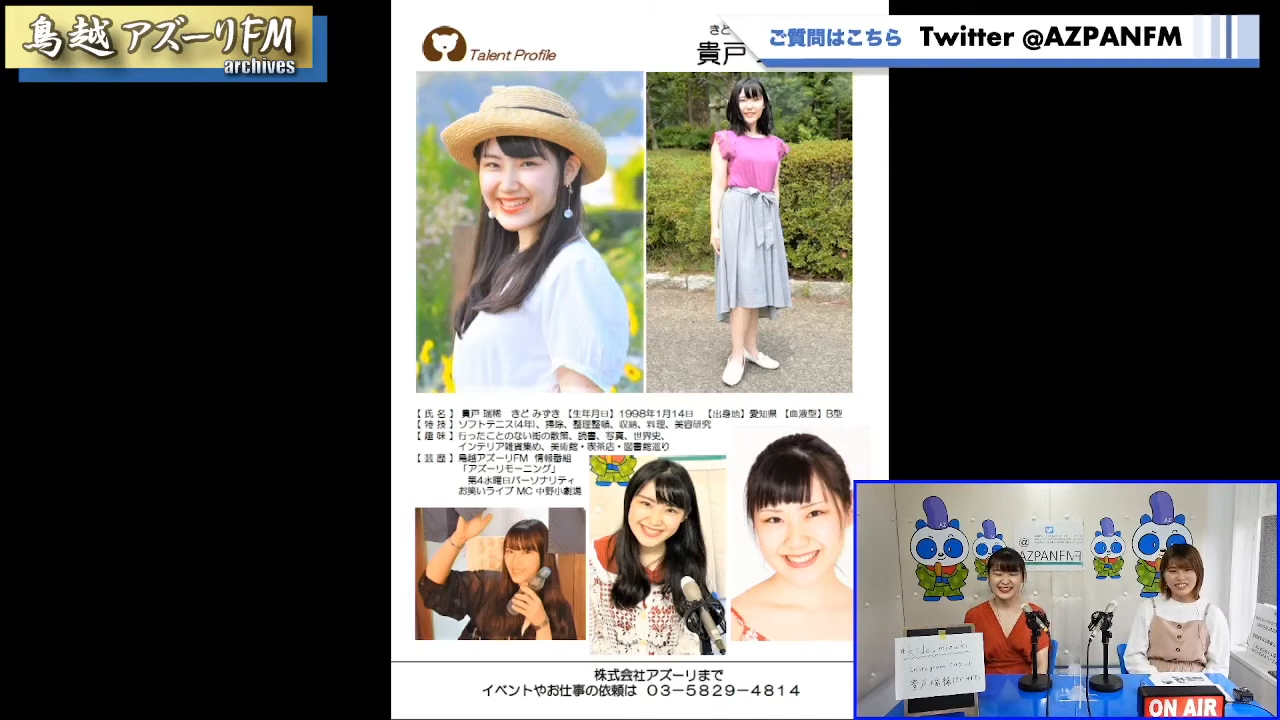 鳥越 アズーリFM
archives
ご質問はこちら Twitter @AZPANFM
Talent Profile
貴戸
【氏名】 貴戸 瑞稀 きど みずき 【生年月日】 1998年1月14日 【出身地】愛知県 【血液型】B型
【特技】ソフトテニス(4年)、掃除、整理整頓、収納、料理、美容研究
【趣味】行ったことのない街の散策、読書、写真、世界史、
インテリア雑貨集め、美術館・喫茶店・図書館巡り
【芸歴】鳥越アズーリFM 情報番組
「アズーリモーニング」
第4水曜日パーソナリティ
お笑いライブ MC 中野小劇場
株式会社アズーリまで
イベントやお仕事の依頼は 03-5829-4814
@
AZPANFM
ON AIR